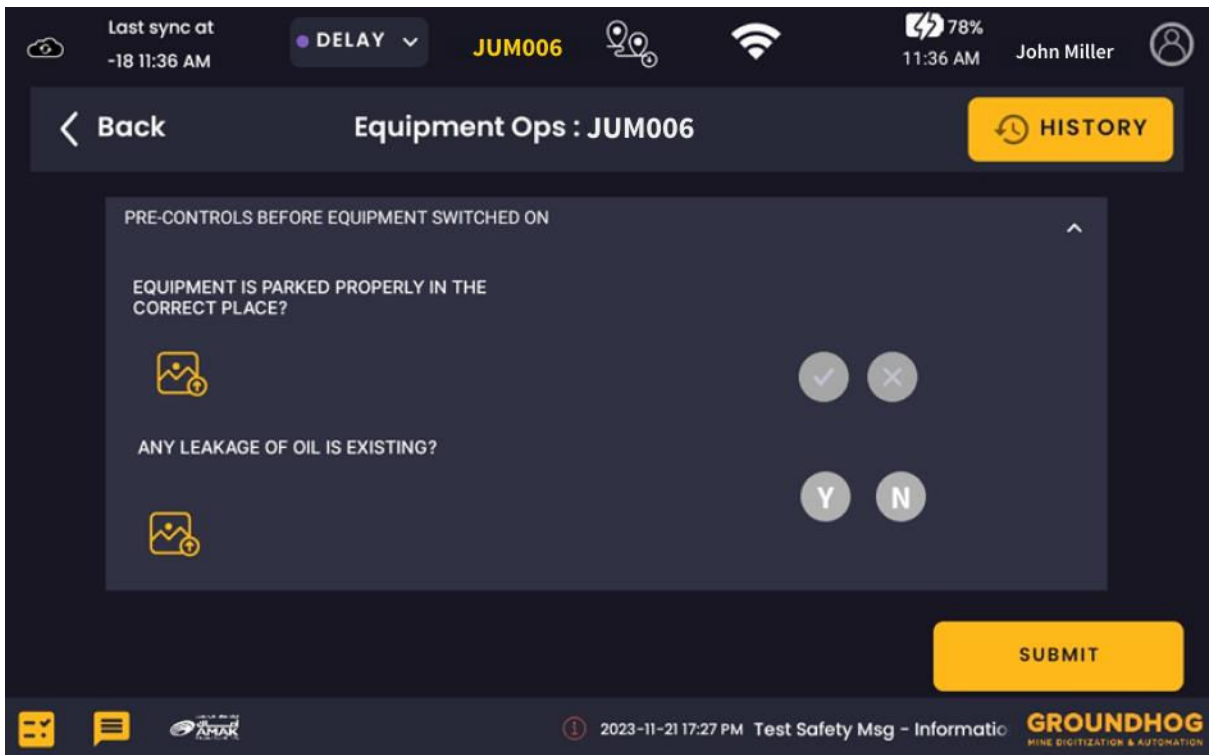 Last sync at
-18 11:36 AM
DELAY
JUM006
78%
11:36 AM
John Miller
Back
Equipment Ops : JUM006
HISTORY
PRE-CONTROLS BEFORE EQUIPMENT SWITCHED ON
EQUIPMENT IS PARKED PROPERLY IN THE
CORRECT PLACE?
ANY LEAKAGE OF OIL IS EXISTING?
Y N
SUBMIT
AMAK
2023-11-21 17:27 PM Test Safety Msg - Informatio
GROUNDHOG
MINE DIGITIZATION & AUTOMATION